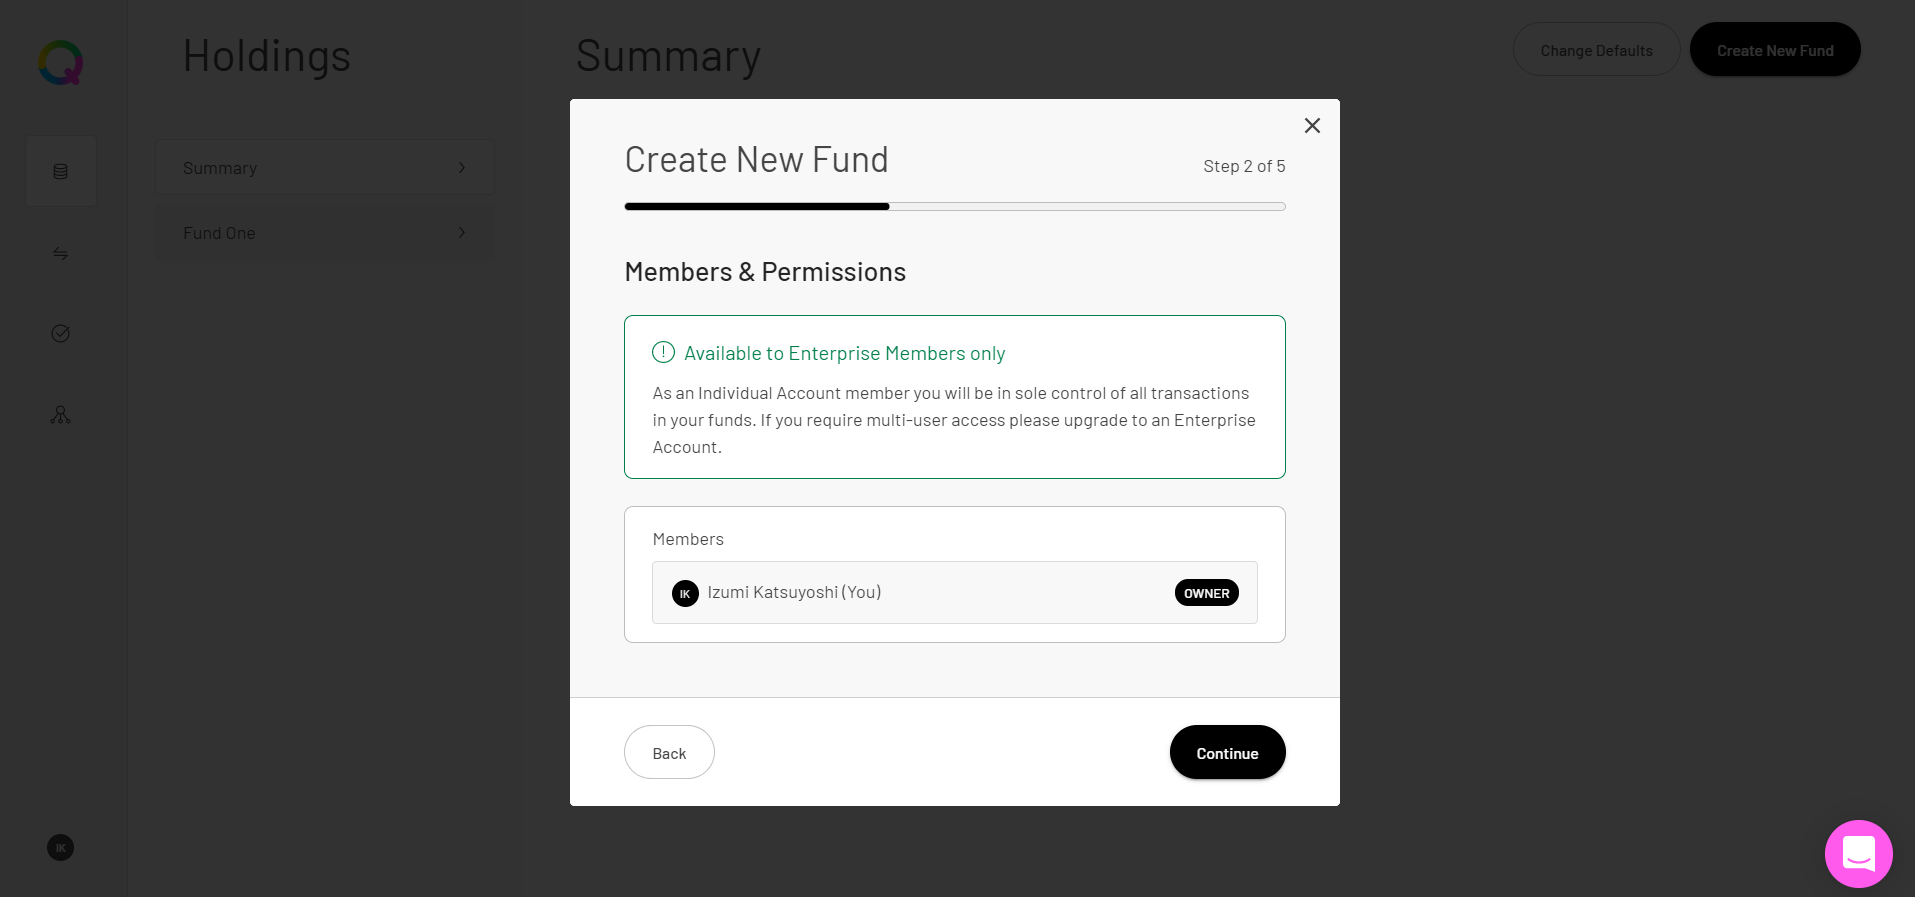 Holdings
Summary
Change Defaults
Create New Fund
Summary
Fund One
Create New Fund
Step 2 of 5
Members & Permissions
Available to Enterprise Members only
As an Individual Account member you will be in sole control of all transactions
in your funds. If you require multi-user access please upgrade to an Enterprise
Account.
Members
IK
Izumi Katsuyoshi (You)
OWNER
Back
Continue
IK